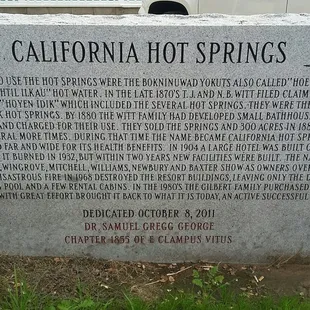 CALIFORNIA HOT SPRINGS
O USE THE HOT SPRINGS WERE THE BOKNINUWAD YOKUTS ALSO CALLED "HOE
HTIL ILKAU" HOT WATER. IN THE LATE 1870'S T.J. AND N.B. WITT FILED CLAIM
"HOYEN IDIK" WHICH INCLUDED THE SEVERAL HOT SPRINGS. THEY WERE TH
K HOT SPRINGS. BY 1880 THE WITT FAMILY HAD DEVELOPED SMALL BATHHOUS
AND CHARGED FOR THEIR USE. THEY SOLD THE SPRINGS AND 300 ACRES IN 188
ERAL MORE TIMES. DURING THAT TIME THE NAME BECAME CALIFORNIA HOT SPR
D FAR AND WIDE FOR ITS HEALTH BENEFITS. IN 1904 A LARGE HOTEL WAS BUILT O
IT BURNED IN 1932, BUT WITHIN TWO YEARS NEW FACILITIES WERE BUILT. THE NA
WINGROVE, MITCHELL, WILLIAMS, NEWBURY AND BAXTER SHOW AS OWNERS OVER
ISASTROUS FIRE IN 1968 DESTROYED THE RESORT BUILDINGS, LEAVING ONLY THE L
POOL AND A FEW RENTAL CABINS. IN THE 1980'S THE GILBERT FAMILY PURCHASED
WITH GREAT EFFORT BROUGHT IT BACK TO WHAT IT IS TODAY, AN ACTIVE SUCCESSFUL
DEDICATED OCTOBER 8, 2011
DR. SAMUEL GREGG GEORGE
CHAPTER 1855 OF E CLAMPUS VITUS